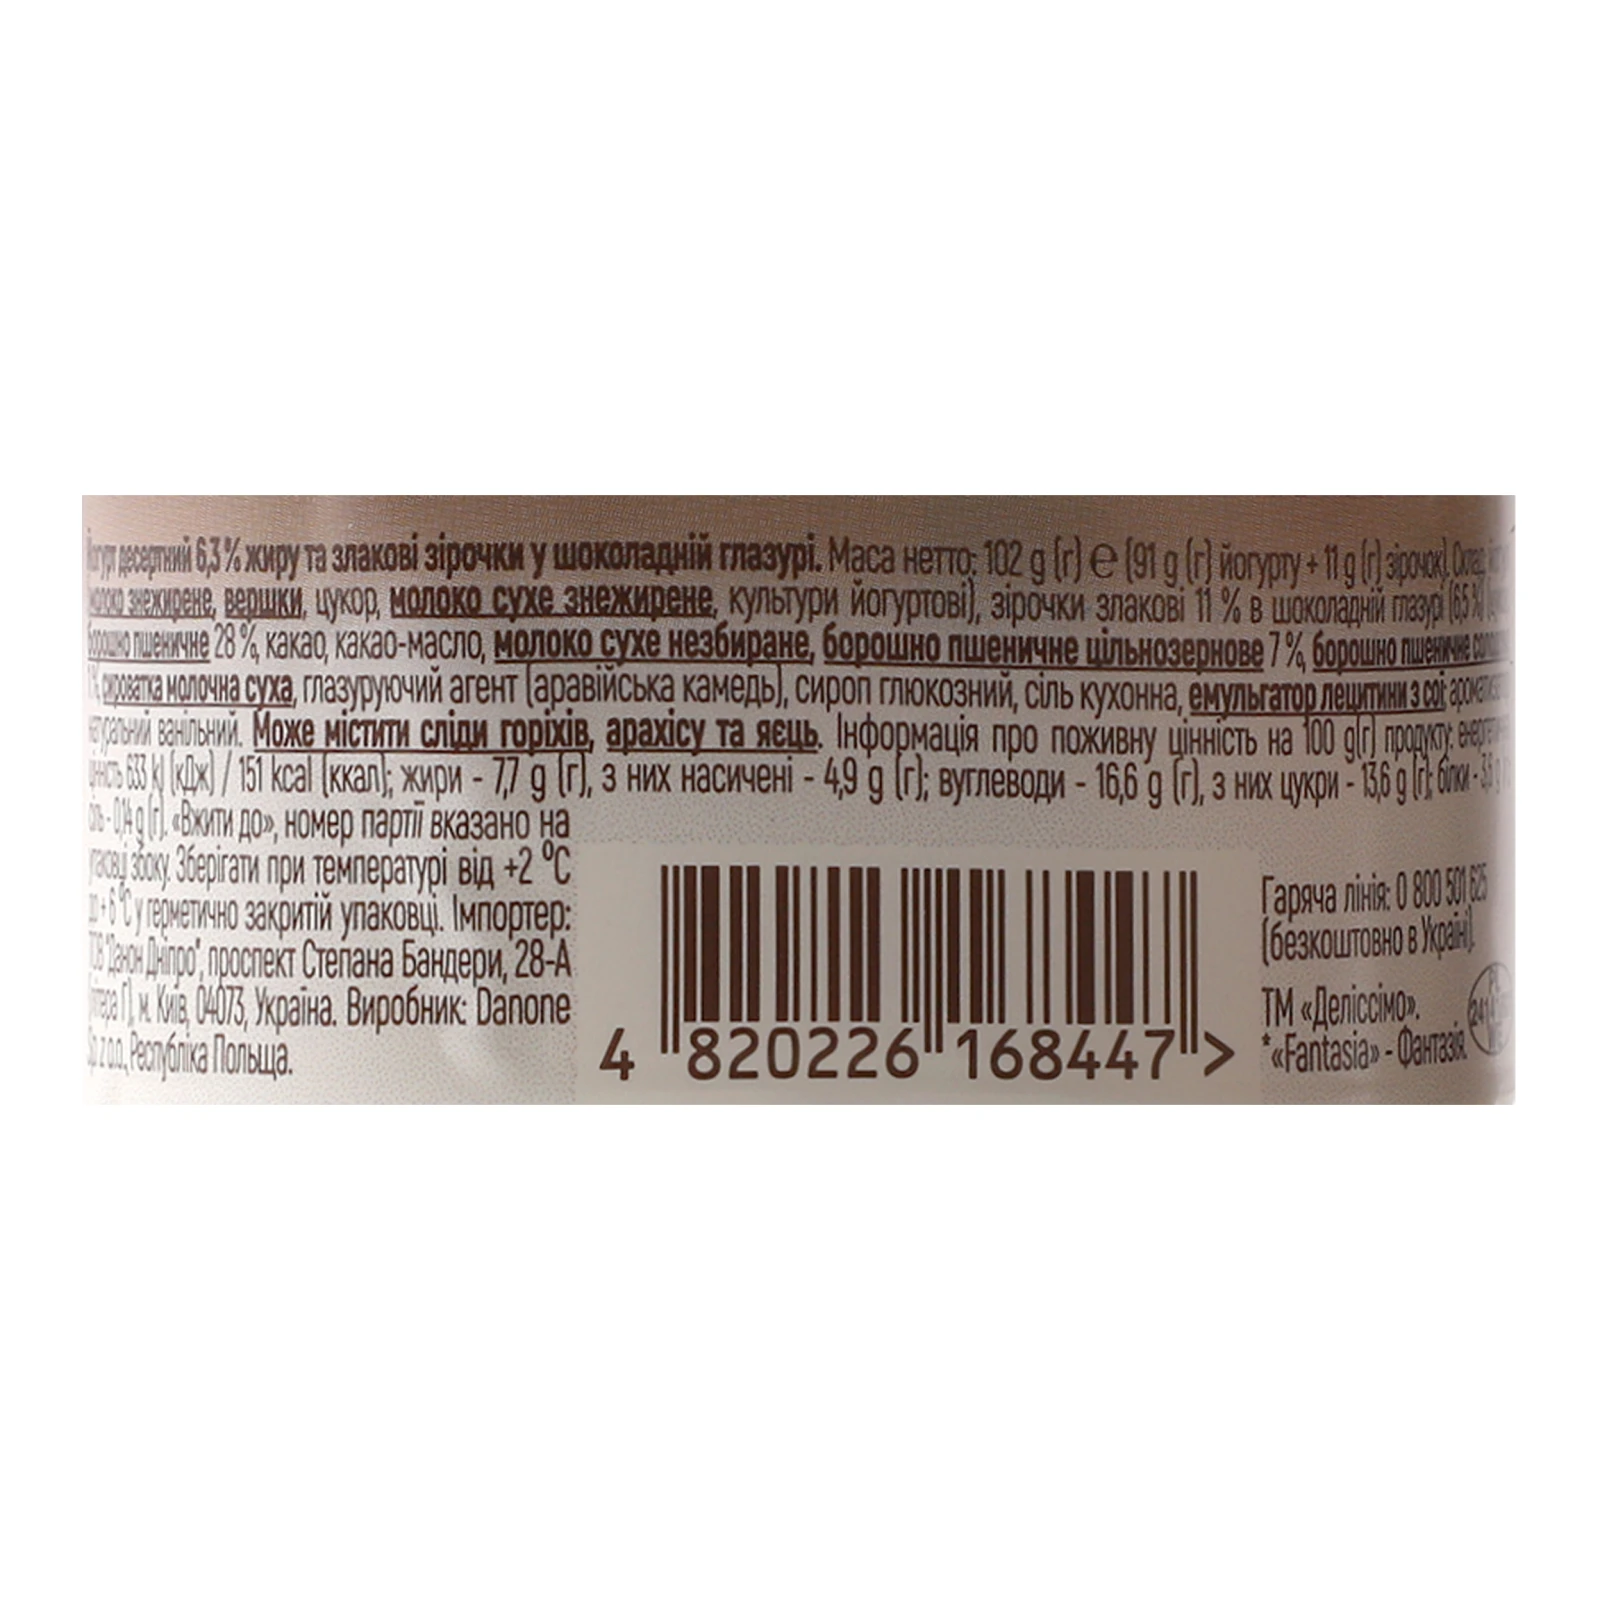 Йогурт десертний 6,3 % жиру та злакові зірочки у шоколадній глазурі. Маса нетто: 102 g (г) ℮ (91 g (г) йогурту + 11 g (г) зірочок). Склад:
молоко знежирене, вершки, цукор, молоко сухе знежирене, культури йогуртові), зірочки злакові 11 % в шоколадній глазурі (6,5 %)
борошно пшеничне 28 %, какао, какао-масло, молоко сухе незбиране, борошно пшеничне цільнозернове 7 %, борошно пшеничне
сироватка молочна суха, глазуруючий агент (аравійська камедь), сироп глюкозний, сіль кухонна, емульгатор лецитини з сої,
натуральний ванільний. Може містити сліди горіхів, арахісу та яєць. Інформація про поживну цінність на 100 g(г) продукту:
цінність 633 kJ (кДж) / 151 kcal (ккал); жири - 7,7 g (г), з них насичені - 4,9 g (г); вуглеводи - 16,6 g (г), з них цукри - 13,6 g (г); білки -
сіль - 0,14 g (г). «Вжити до», номер партії вказано на
упаковці збоку. Зберігати при температурі від +2 °C
до + 6 °C у герметично закритій упаковці. Імпортер:
ТОВ "Данон Дніпро", проспект Степана Бандери, 28-А
(літера Г), м. Київ, 04073, Україна. Виробник: Danone
Sp z o.o., Республіка Польща.
4 820226 168447 >
Гаряча лінія: 0 800 501 625
(безкоштовно в Україні).
ТМ «Деліссімо».
*«Fantasia» - Фантазія.
PL